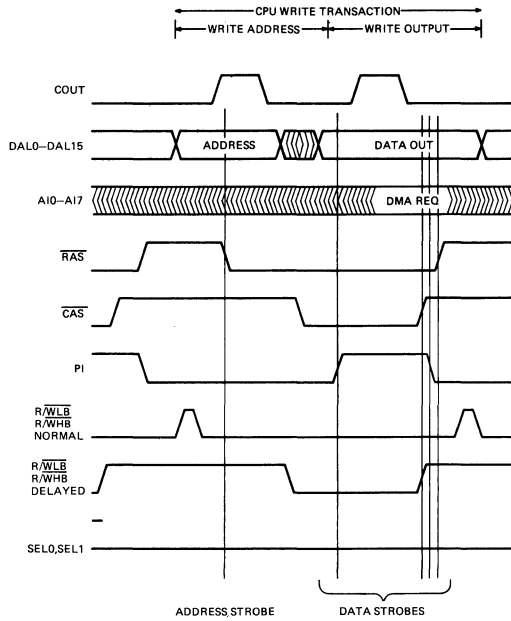 CPU WRITE TRANSACTION
WRITE ADDRESS
WRITE OUTPUT
COUT
DAL0–DAL15
ADDRESS
DATA OUT
AI0–AI7
DMA REQ
RAS
CAS
PI
R/WLB
R/WHB
NORMAL
R/WLB
R/WHB
DELAYED
SEL0,SEL1
ADDRESS STROBE
DATA STROBES